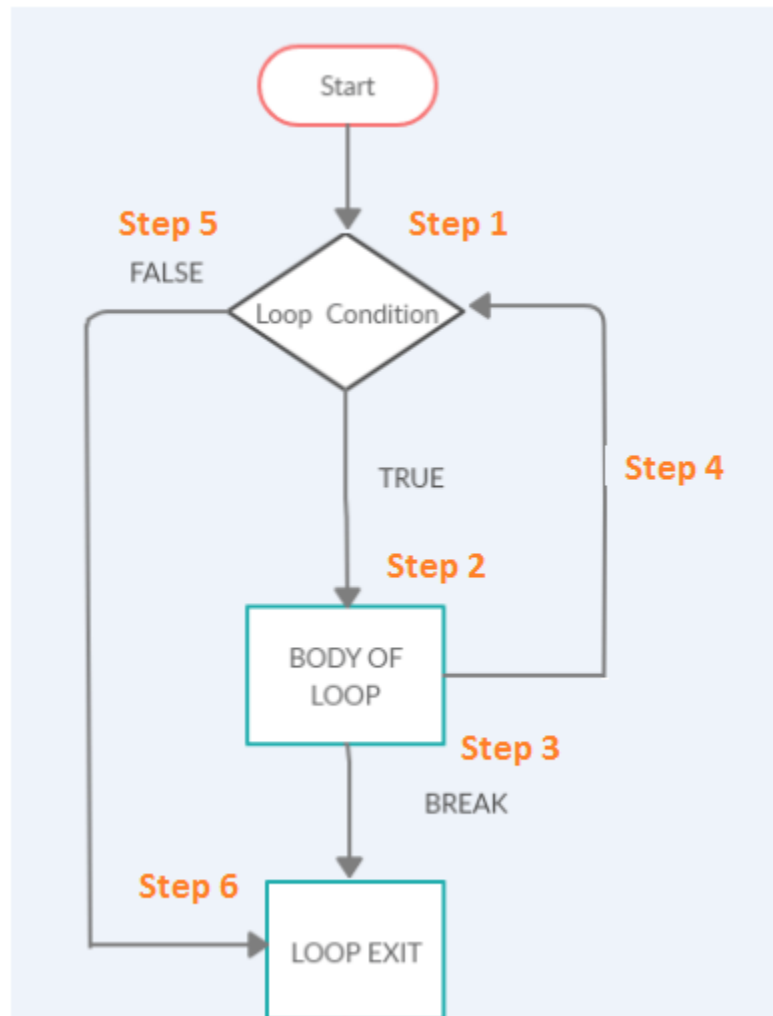 Start
Step 5
Step 1
FALSE
Loop Condition
TRUE
Step 4
Step 2
BODY OF
LOOP
Step 3
BREAK
Step 6
LOOP EXIT